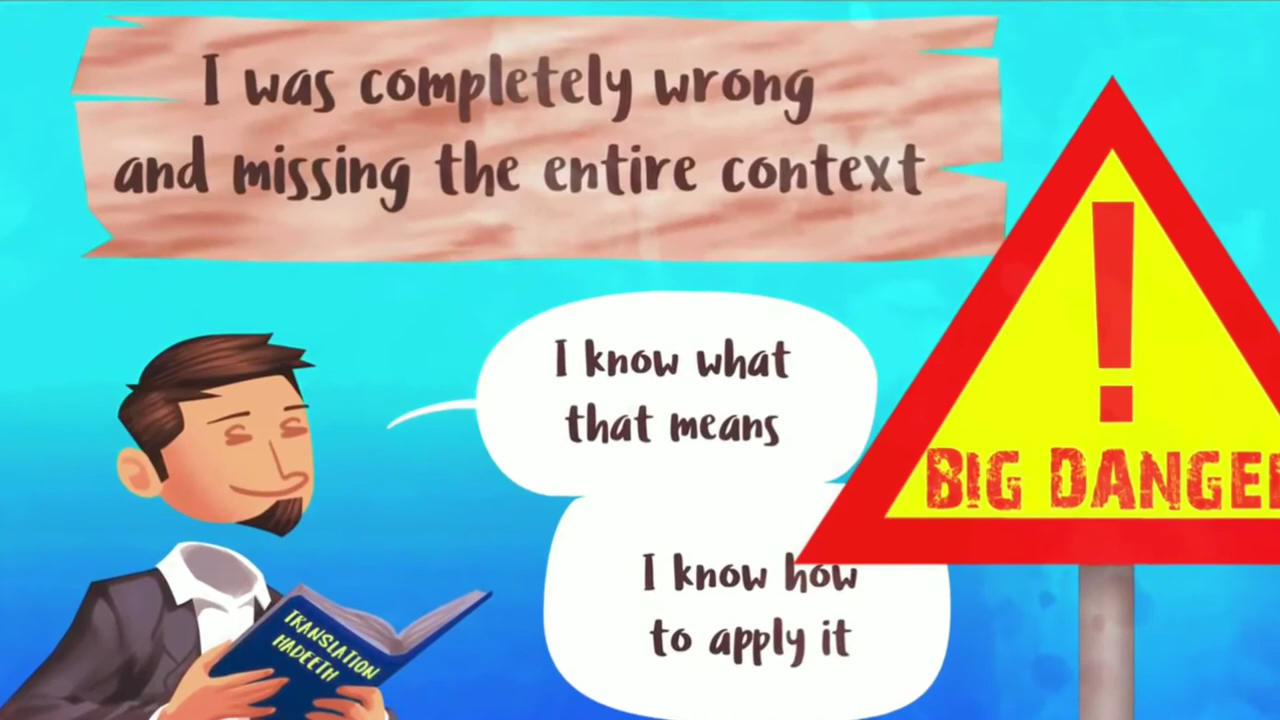 I was completely wrong
and missing the entire context
I know what
that means
I know how
to apply it
BIG DANGER
TRANSLATION
HADEETH